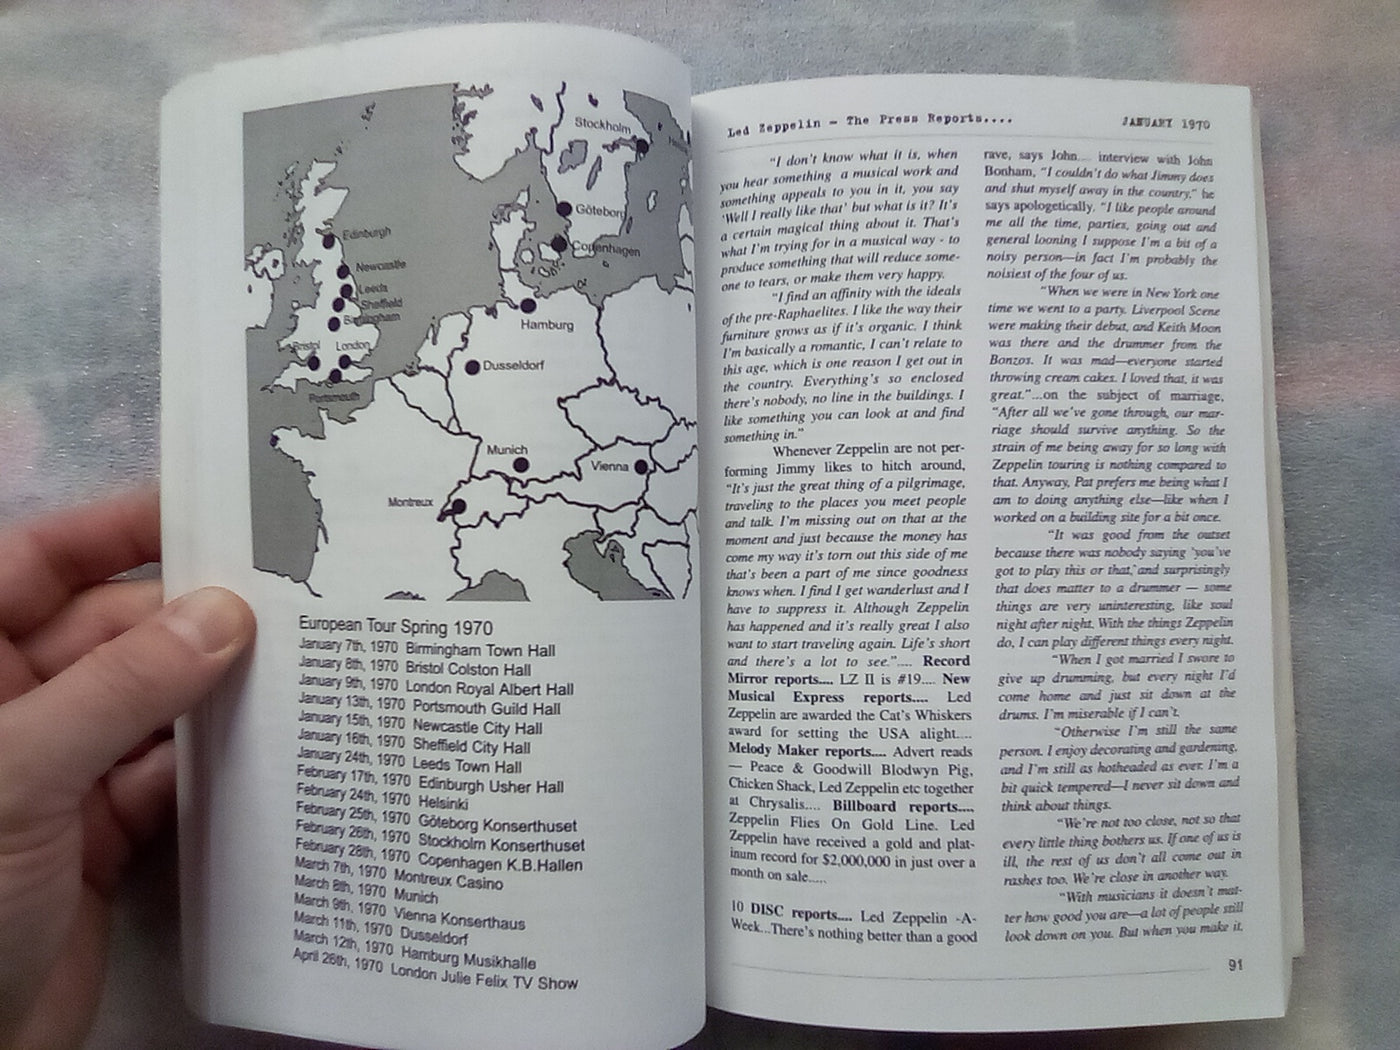 Stockholm
Göteborg
Copenhagen
Edinburgh
Newcastle
Leeds
Sheffield
Birmingham
Hamburg
Bristol
London
Dusseldorf
Portsmouth
Munich
Vienna
Montreux
European Tour Spring 1970
January 7th, 1970 Birmingham Town Hall
January 8th, 1970 Bristol Colston Hall
January 9th, 1970 London Royal Albert Hall
January 13th, 1970 Portsmouth Guild Hall
January 15th, 1970 Newcastle City Hall
January 16th, 1970 Sheffield City Hall
January 24th, 1970 Leeds Town Hall
February 17th, 1970 Edinburgh Usher Hall
February 24th, 1970 Helsinki
February 25th, 1970 Göteborg Konserthuset
February 26th, 1970 Stockholm Konserthuset
February 28th, 1970 Copenhagen K.B.Hallen
March 7th, 1970 Montreux Casino
March 8th, 1970 Munich
March 9th, 1970 Vienna Konserthaus
March 11th, 1970 Dusseldorf
March 12th, 1970 Hamburg Musikhalle
April 26th, 1970 London Julie Felix TV Show
Led Zeppelin - The Press Reports....
JANUARY 1970
"I don't know what it is, when
you hear something a musical work and
something appeals to you in it, you say
'Well I really like that' but what is it? It's
a certain magical thing about it. That's
what I'm trying for in a musical way - to
produce something that will reduce some-
one to tears, or make them very happy.
"I find an affinity with the ideals
of the pre-Raphaelites. I like the way their
furniture grows as if it's organic. I think
I'm basically a romantic, I can't relate to
this age, which is one reason I get out in
the country. Everything's so enclosed
there's nobody, no line in the buildings. I
like something you can look at and find
something in."
Whenever Zeppelin are not per-
forming Jimmy likes to hitch around,
"It's just the great thing of a pilgrimage,
traveling to the places you meet people
and talk. I'm missing out on that at the
moment and just because the money has
come my way it's torn out this side of me
that's been a part of me since goodness
knows when. I find I get wanderlust and I
have to suppress it. Although Zeppelin
has happened and it's really great I also
want to start traveling again. Life's short
and there's a lot to see.".... Record
Mirror reports.... LZ II is #19.... New
Musical Express reports.... Led
Zeppelin are awarded the Cat's Whiskers
award for setting the USA alight....
Melody Maker reports.... Advert reads
— Peace & Goodwill Blodwyn Pig,
Chicken Shack, Led Zeppelin etc together
at Chrysalis.... Billboard reports....
Zeppelin Flies On Gold Line. Led
Zeppelin have received a gold and plat-
inum record for $2,000,000 in just over a
month on sale.....
10 DISC reports.... Led Zeppelin -A-
Week...There's nothing better than a good
rave, says John.... interview with John
Bonham, "I couldn't do what Jimmy does
and shut myself away in the country," he
says apologetically. "I like people around
me all the time, parties, going out and
general looning I suppose I'm a bit of a
noisy person—in fact I'm probably the
noisiest of the four of us.
"When we were in New York one
time we went to a party. Liverpool Scene
were making their debut, and Keith Moon
was there and the drummer from the
Bonzos. It was mad—everyone started
throwing cream cakes. I loved that, it was
great."...on the subject of marriage,
"After all we've gone through, our mar-
riage should survive anything. So the
strain of me being away for so long with
Zeppelin touring is nothing compared to
that. Anyway, Pat prefers me being what I
am to doing anything else—like when I
worked on a building site for a bit once.
"It was good from the outset
because there was nobody saying 'you've
got to play this or that,' and surprisingly
that does matter to a drummer — some
things are very uninteresting, like soul
night after night. With the things Zeppelin
do, I can play different things every night.
"When I got married I swore to
give up drumming, but every night I'd
come home and just sit down at the
drums. I'm miserable if I can't.
"Otherwise I'm still the same
person. I enjoy decorating and gardening,
and I'm still as hotheaded as ever. I'm a
bit quick tempered—I never sit down and
think about things.
"We're not too close, not so that
every little thing bothers us. If one of us is
ill, the rest of us don't all come out in
rashes too. We're close in another way.
"With musicians it doesn't mat-
ter how good you are—a lot of people still
look down on you. But when you make it,
91